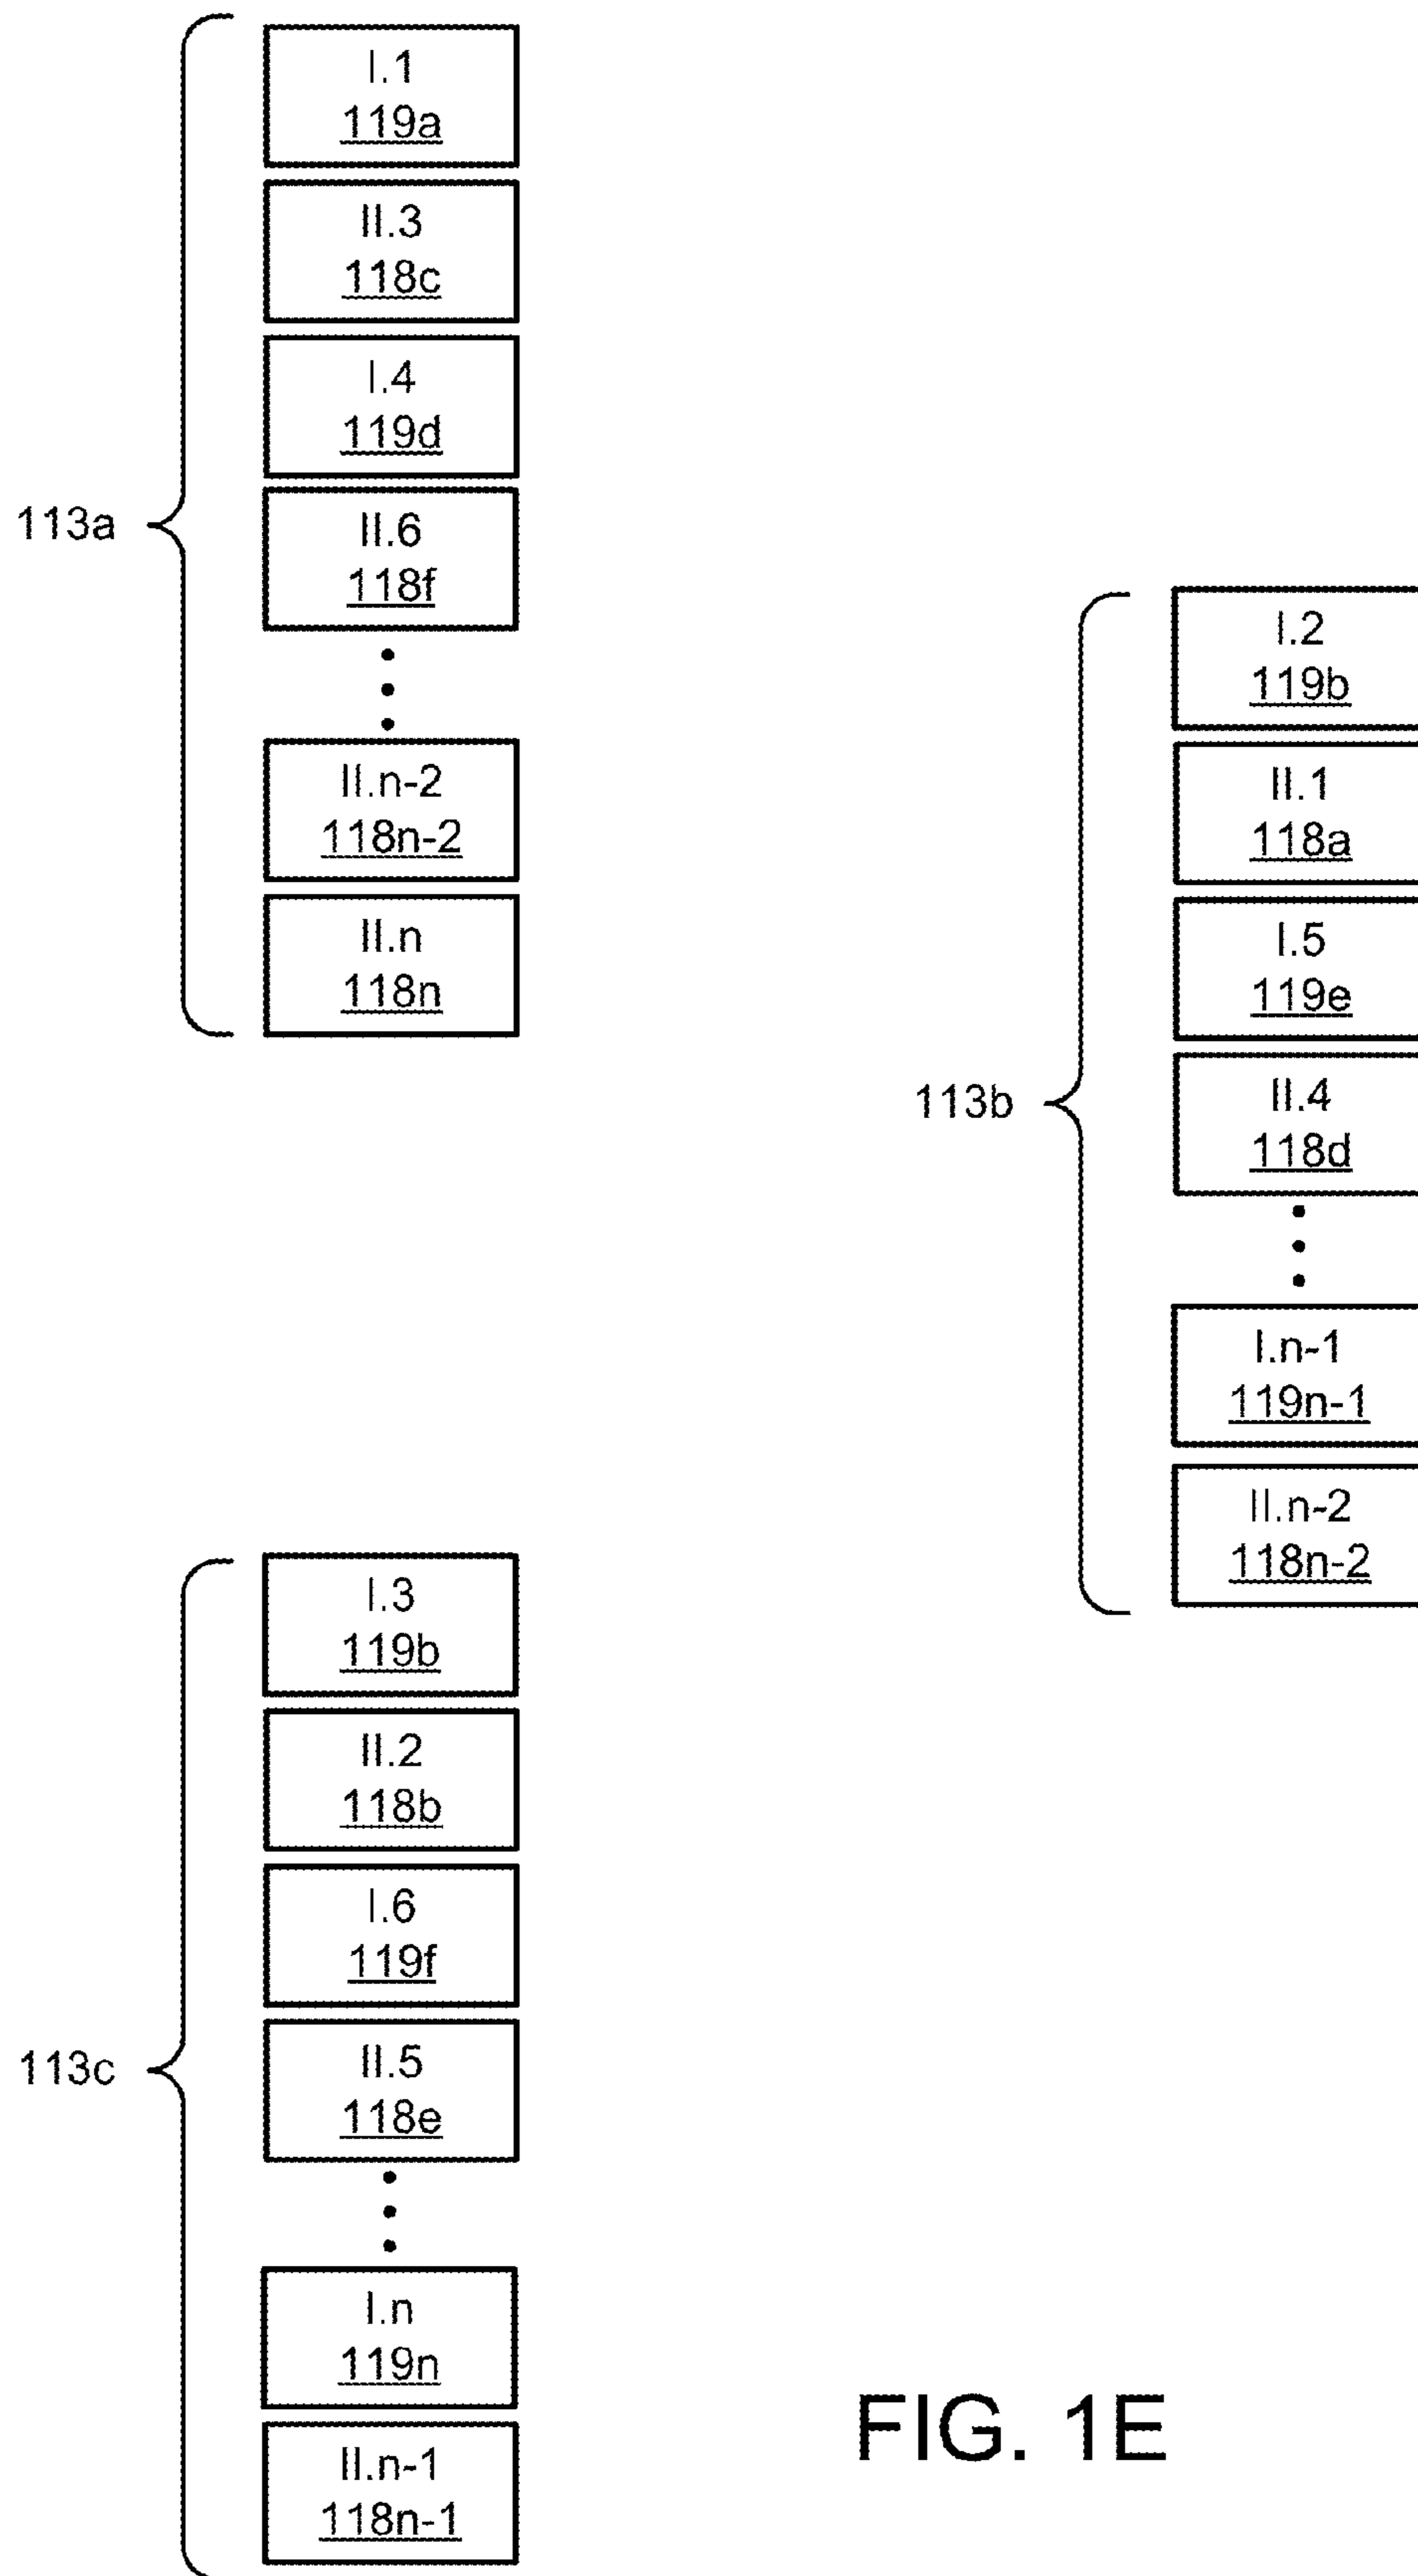 113a
I.1
119a
II.3
118c
I.4
119d
II.6
118f
II.n-2
118n-2
II.n
118n
113b
I.2
119b
II.1
118a
I.5
119e
II.4
118d
I.n-1
119n-1
II.n-2
118n-2
113c
I.3
119b
II.2
118b
I.6
119f
II.5
118e
I.n
119n
II.n-1
118n-1
FIG. 1E